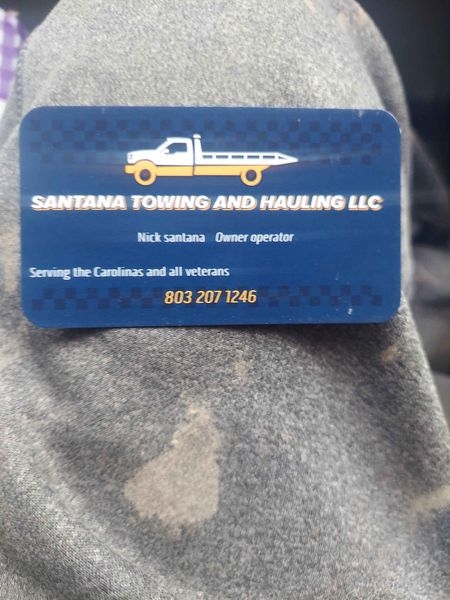 SANTANA TOWING AND HAULING LLC
Nick santana Owner operator
Serving the Carolinas and all veterans
803 207 1246